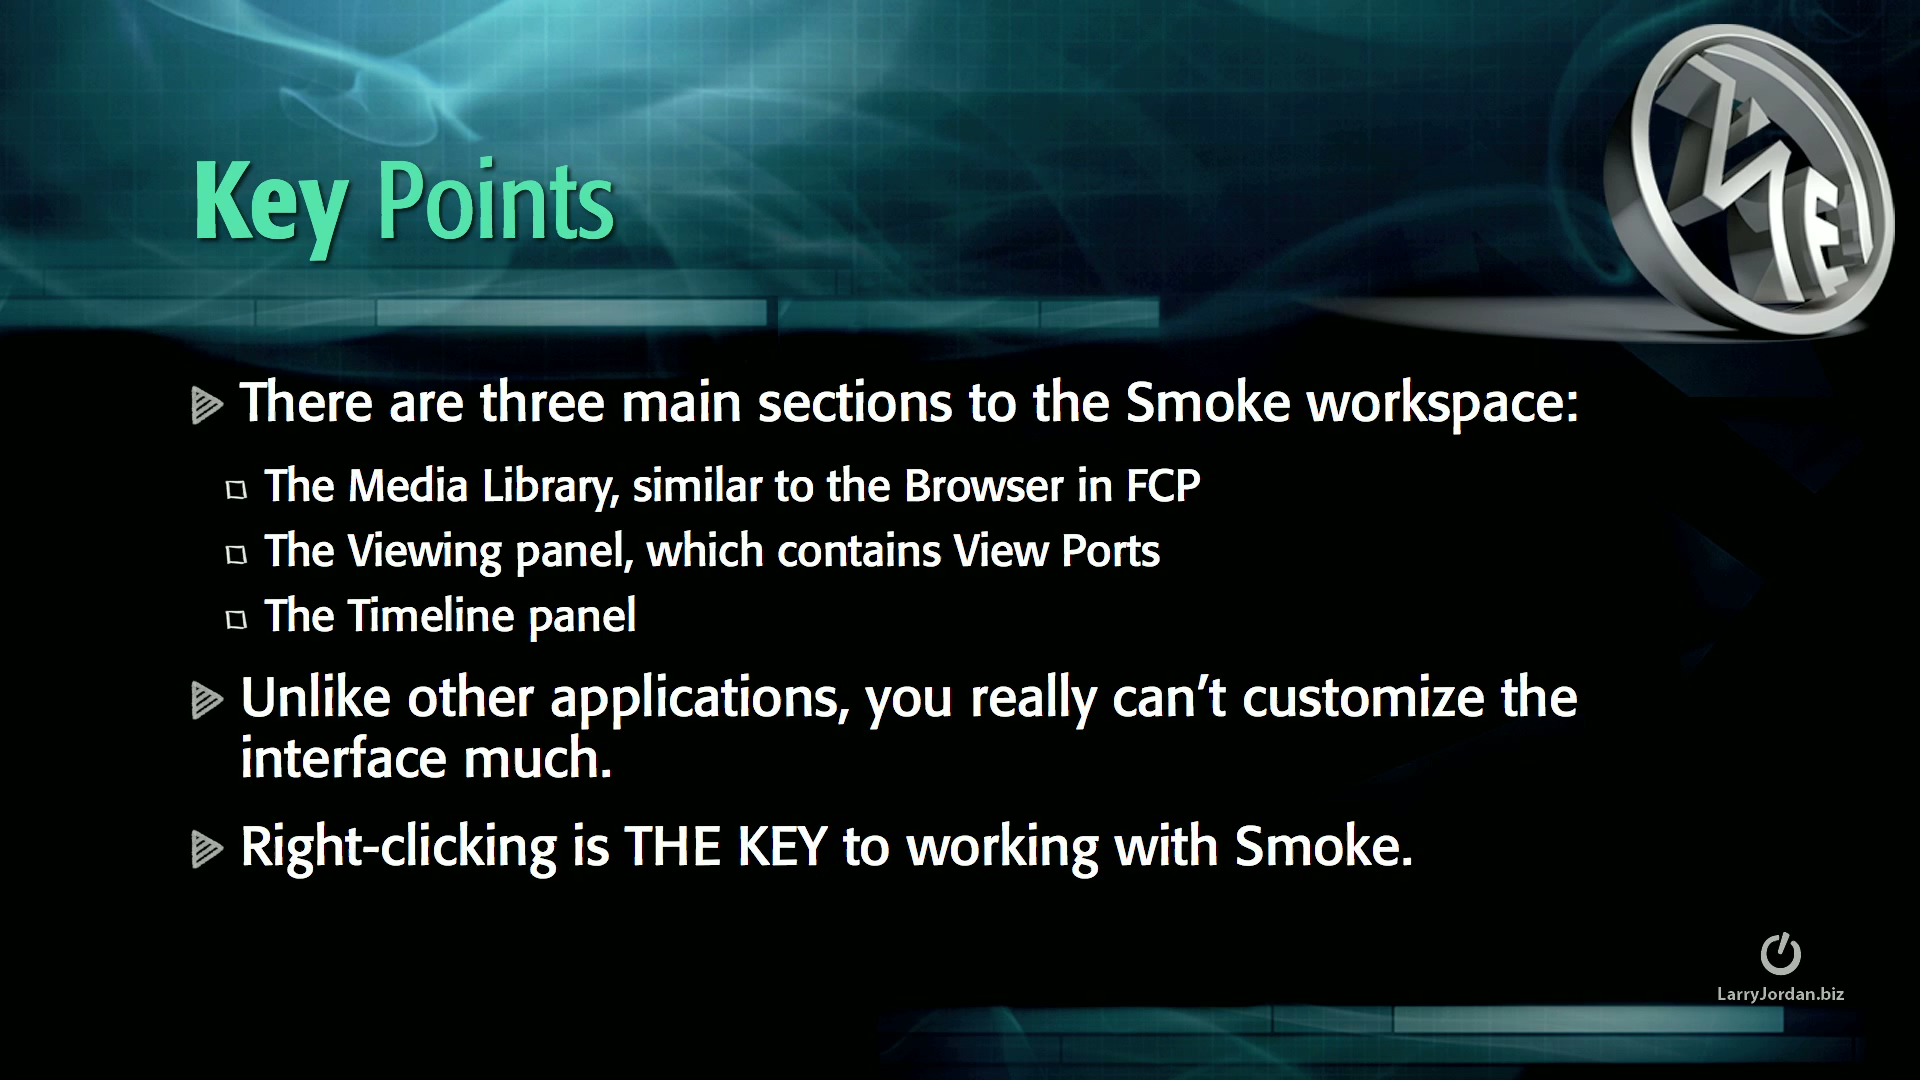 Key Points
There are three main sections to the Smoke workspace:
The Media Library, similar to the Browser in FCP
The Viewing panel, which contains View Ports
The Timeline panel
Unlike other applications, you really can’t customize the
interface much.
Right-clicking is THE KEY to working with Smoke.
LarryJordan.biz